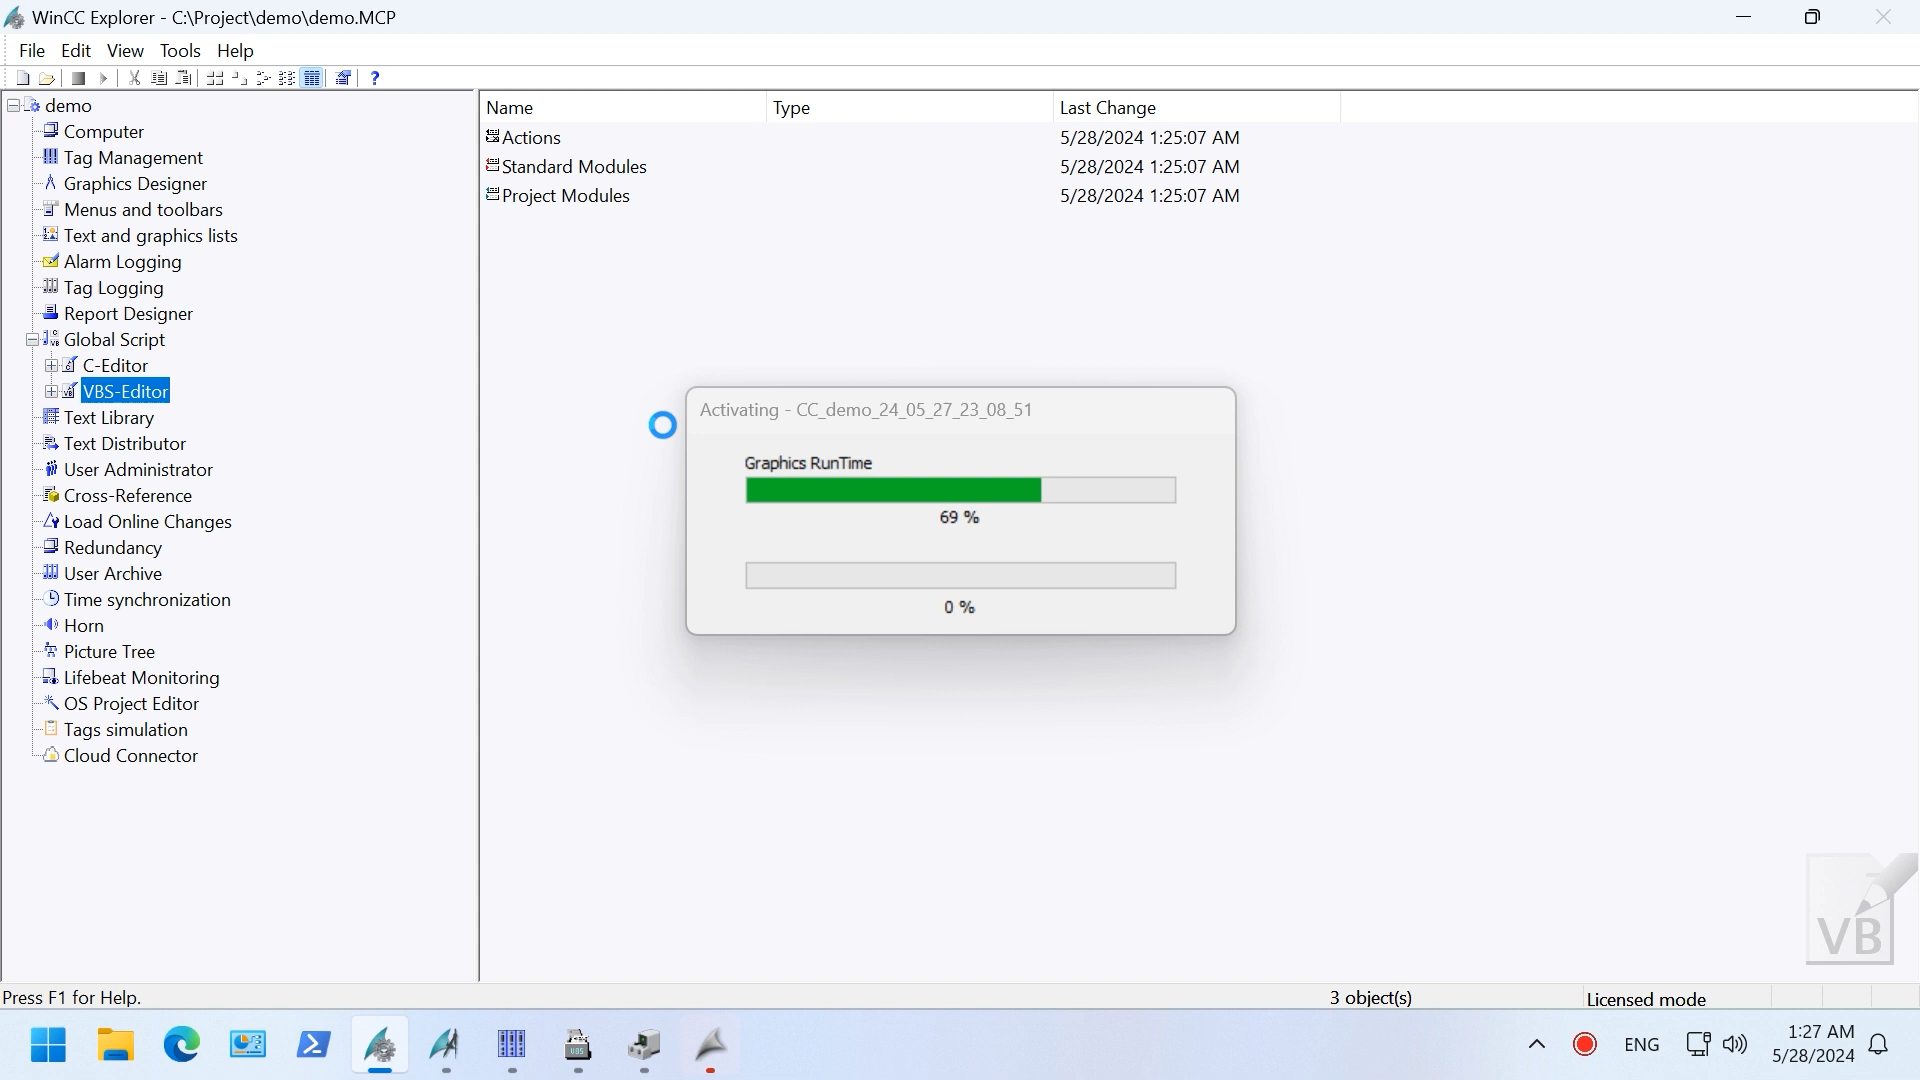 WinCC Explorer - C:\Project\demo\demo.MCP
File Edit View Tools Help
demo
Computer
Tag Management
Graphics Designer
Menus and toolbars
Text and graphics lists
Alarm Logging
Tag Logging
Report Designer
Global Script
C-Editor
VBS-Editor
Text Library
Text Distributor
User Administrator
Cross-Reference
Load Online Changes
Redundancy
User Archive
Time synchronization
Horn
Picture Tree
Lifebeat Monitoring
OS Project Editor
Tags simulation
Cloud Connector
Name Type Last Change
Actions 5/28/2024 1:25:07 AM
Standard Modules 5/28/2024 1:25:07 AM
Project Modules 5/28/2024 1:25:07 AM
Activating - CC_demo_24_05_27_23_08_51
Graphics RunTime
69 %
0 %
VB
Press F1 for Help. 3 object(s) Licensed mode
VBS
ENG
1:27 AM
5/28/2024